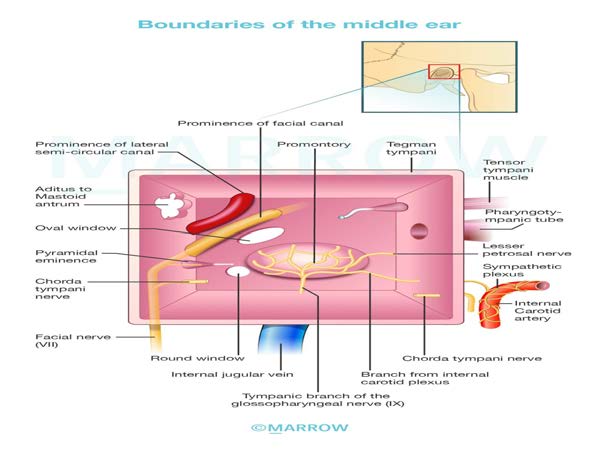 Boundaries of the middle ear
Prominence of facial canal
Prominence of lateral
semi-circular canal
Promontory
Tegman
tympani
Tensor
tympani
muscle
Aditus to
Mastoid
antrum
Pharyngoty-
mpanic tube
Oval window
Lesser
petrosal nerve
Pyramidal
eminence
Sympathetic
plexus
Chorda
tympani
nerve
Internal
Carotid
artery
Facial nerve
(VII)
Round window
Chorda tympani nerve
Internal jugular vein
Branch from internal
carotid plexus
Tympanic branch of the
glossopharyngeal nerve (IX)
©MARROW
MARROW